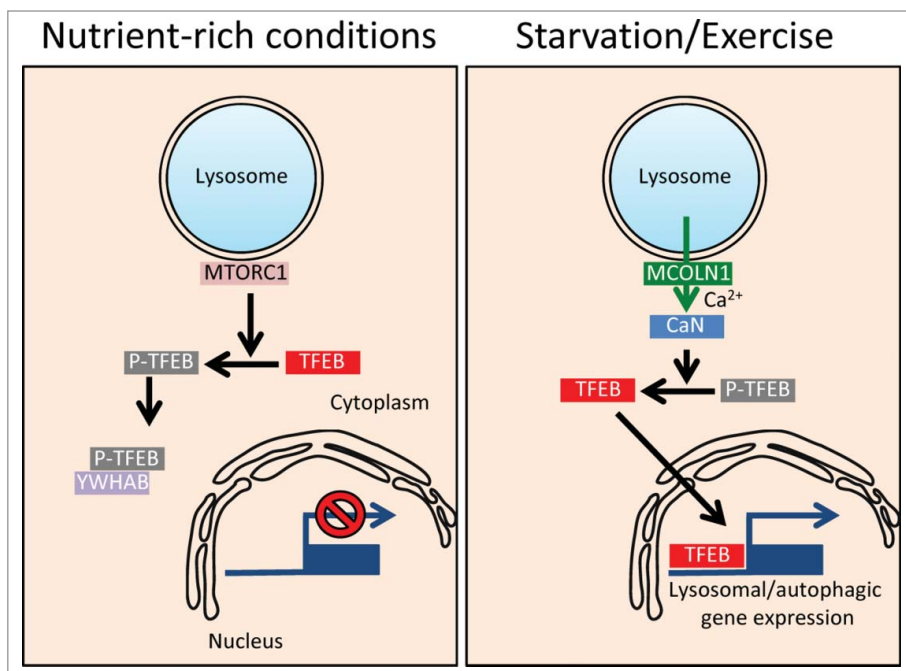 Nutrient-rich conditions
Starvation/Exercise
Lysosome
MTORC1
P-TFEB
TFEB
Cytoplasm
P-TFEB
YWHAB
Nucleus
Lysosome
MCOLN1
Ca²⁺
CaN
TFEB
P-TFEB
TFEB
Lysosomal/autophagic
gene expression